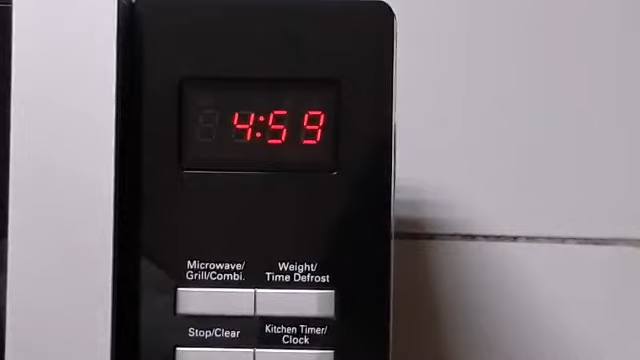 4:59
Microwave/ Weight/
Grill/Combi. Time Defrost
Stop/Clear Kitchen Timer/
Clock